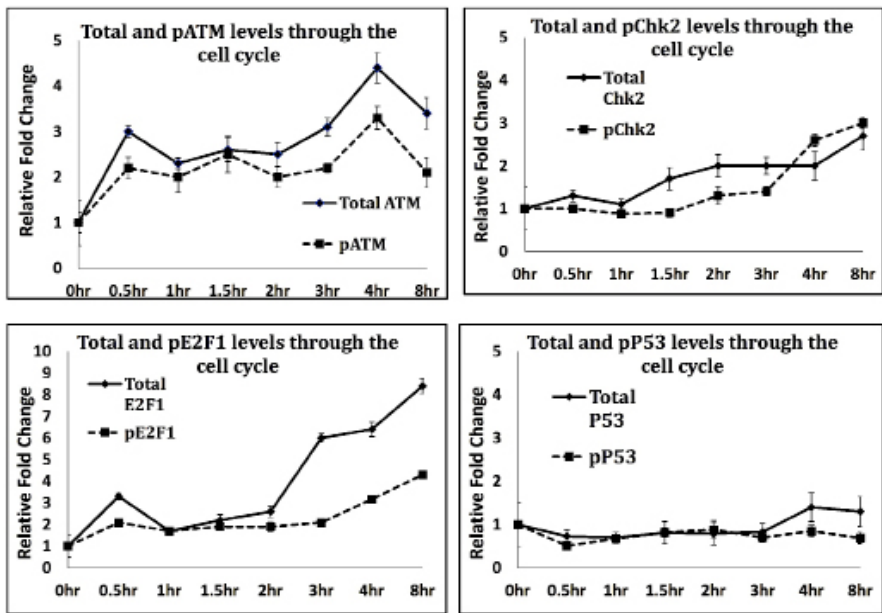 Total and pATM levels through the
cell cycle
Relative Fold Change
5
4
3
2
1
0
Total ATM
pATM
0hr 0.5hr 1hr 1.5hr 2hr 3hr 4hr 8hr
Total and pChk2 levels through the
cell cycle
Relative Fold Change
5
4
3
2
1
0
Total
Chk2
pChk2
0hr 0.5hr 1hr 1.5hr 2hr 3hr 4hr 8hr
Total and pE2F1 levels through the
cell cycle
Relative Fold Change
10
9
8
7
6
5
4
3
2
1
0
Total
E2F1
pE2F1
0hr 0.5hr 1hr 1.5hr 2hr 3hr 4hr 8hr
Total and pP53 levels through the
cell cycle
Relative Fold Change
5
4
3
2
1
0
Total
P53
pP53
0hr 0.5hr 1hr 1.5hr 2hr 3hr 4hr 8hr